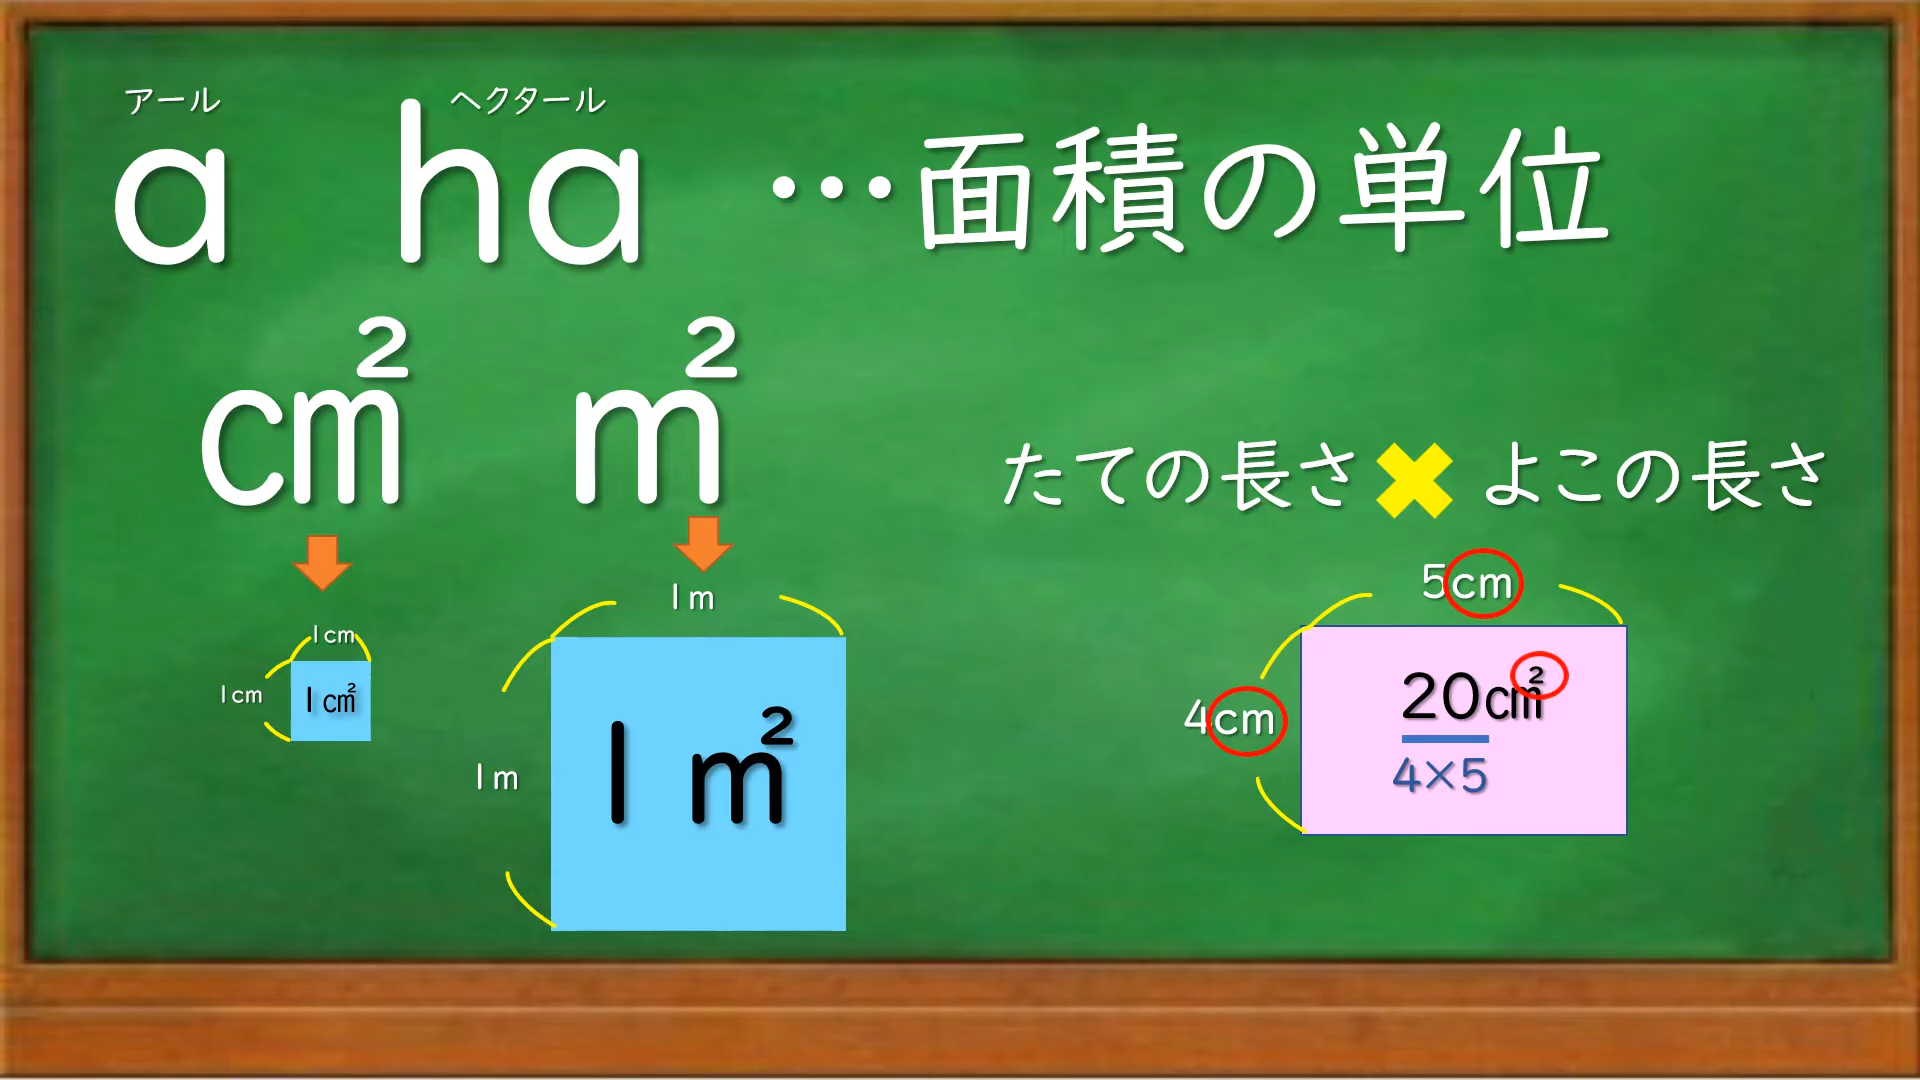 アール ヘクタール
a ha …面積の単位
cm² m²
たての長さ✖よこの長さ
1cm
1cm
1cm²
1m
1m
1m²
5cm
4cm
20cm²
4×5